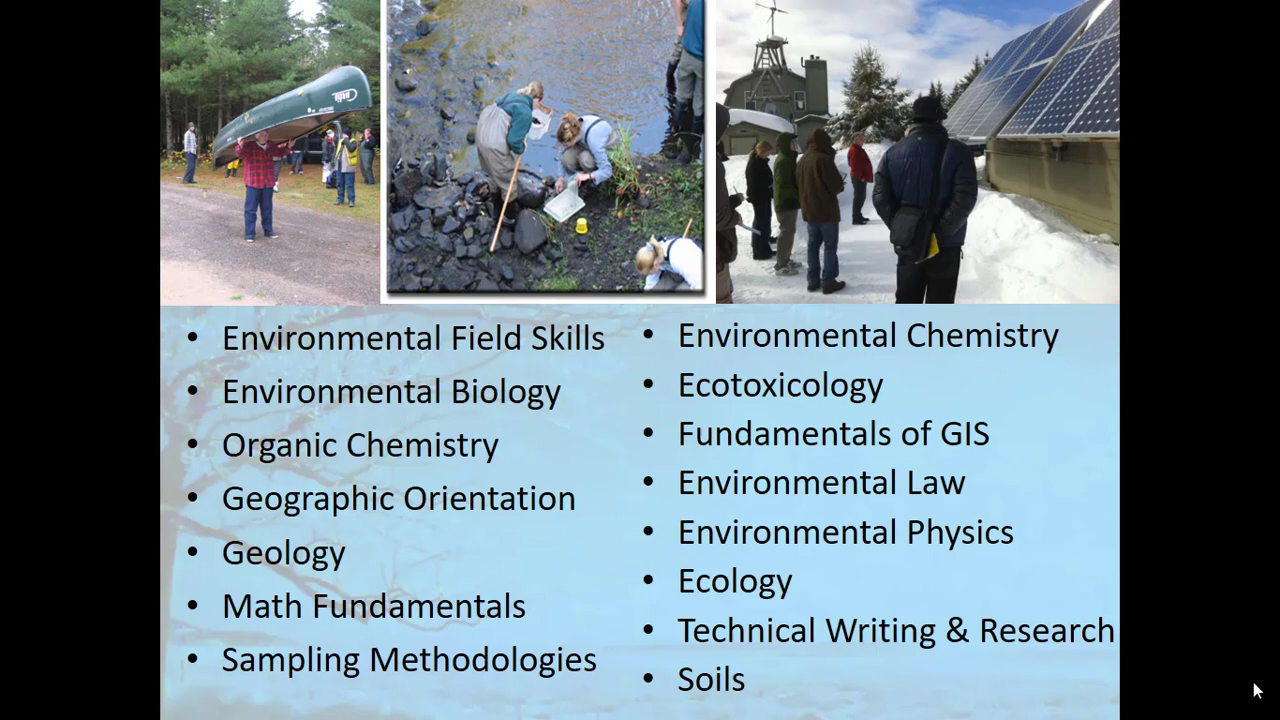 • Environmental Field Skills
• Environmental Biology
• Organic Chemistry
• Geographic Orientation
• Geology
• Math Fundamentals
• Sampling Methodologies
• Environmental Chemistry
• Ecotoxicology
• Fundamentals of GIS
• Environmental Law
• Environmental Physics
• Ecology
• Technical Writing & Research
• Soils